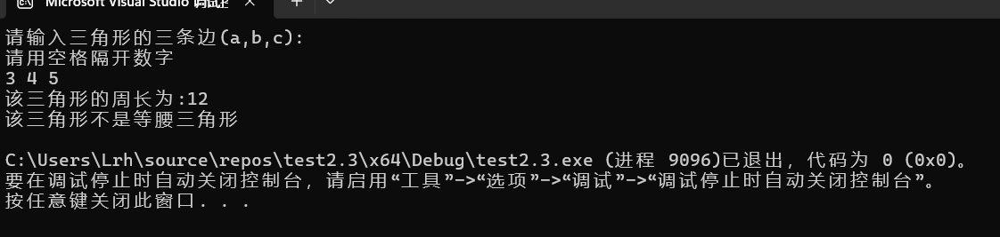 Microsoft Visual Studio 调试控
请输入三角形的三条边(a,b,c):
请用空格隔开数字
3 4 5
该三角形的周长为:12
该三角形不是等腰三角形
C:\Users\Lrh\source\repos\test2.3\x64\Debug\test2.3.exe (进程 9096)已退出，代码为 0 (0x0)。
要在调试停止时自动关闭控制台，请启用“工具”->“选项”->“调试”->“调试停止时自动关闭控制台”。
按任意键关闭此窗口. . .